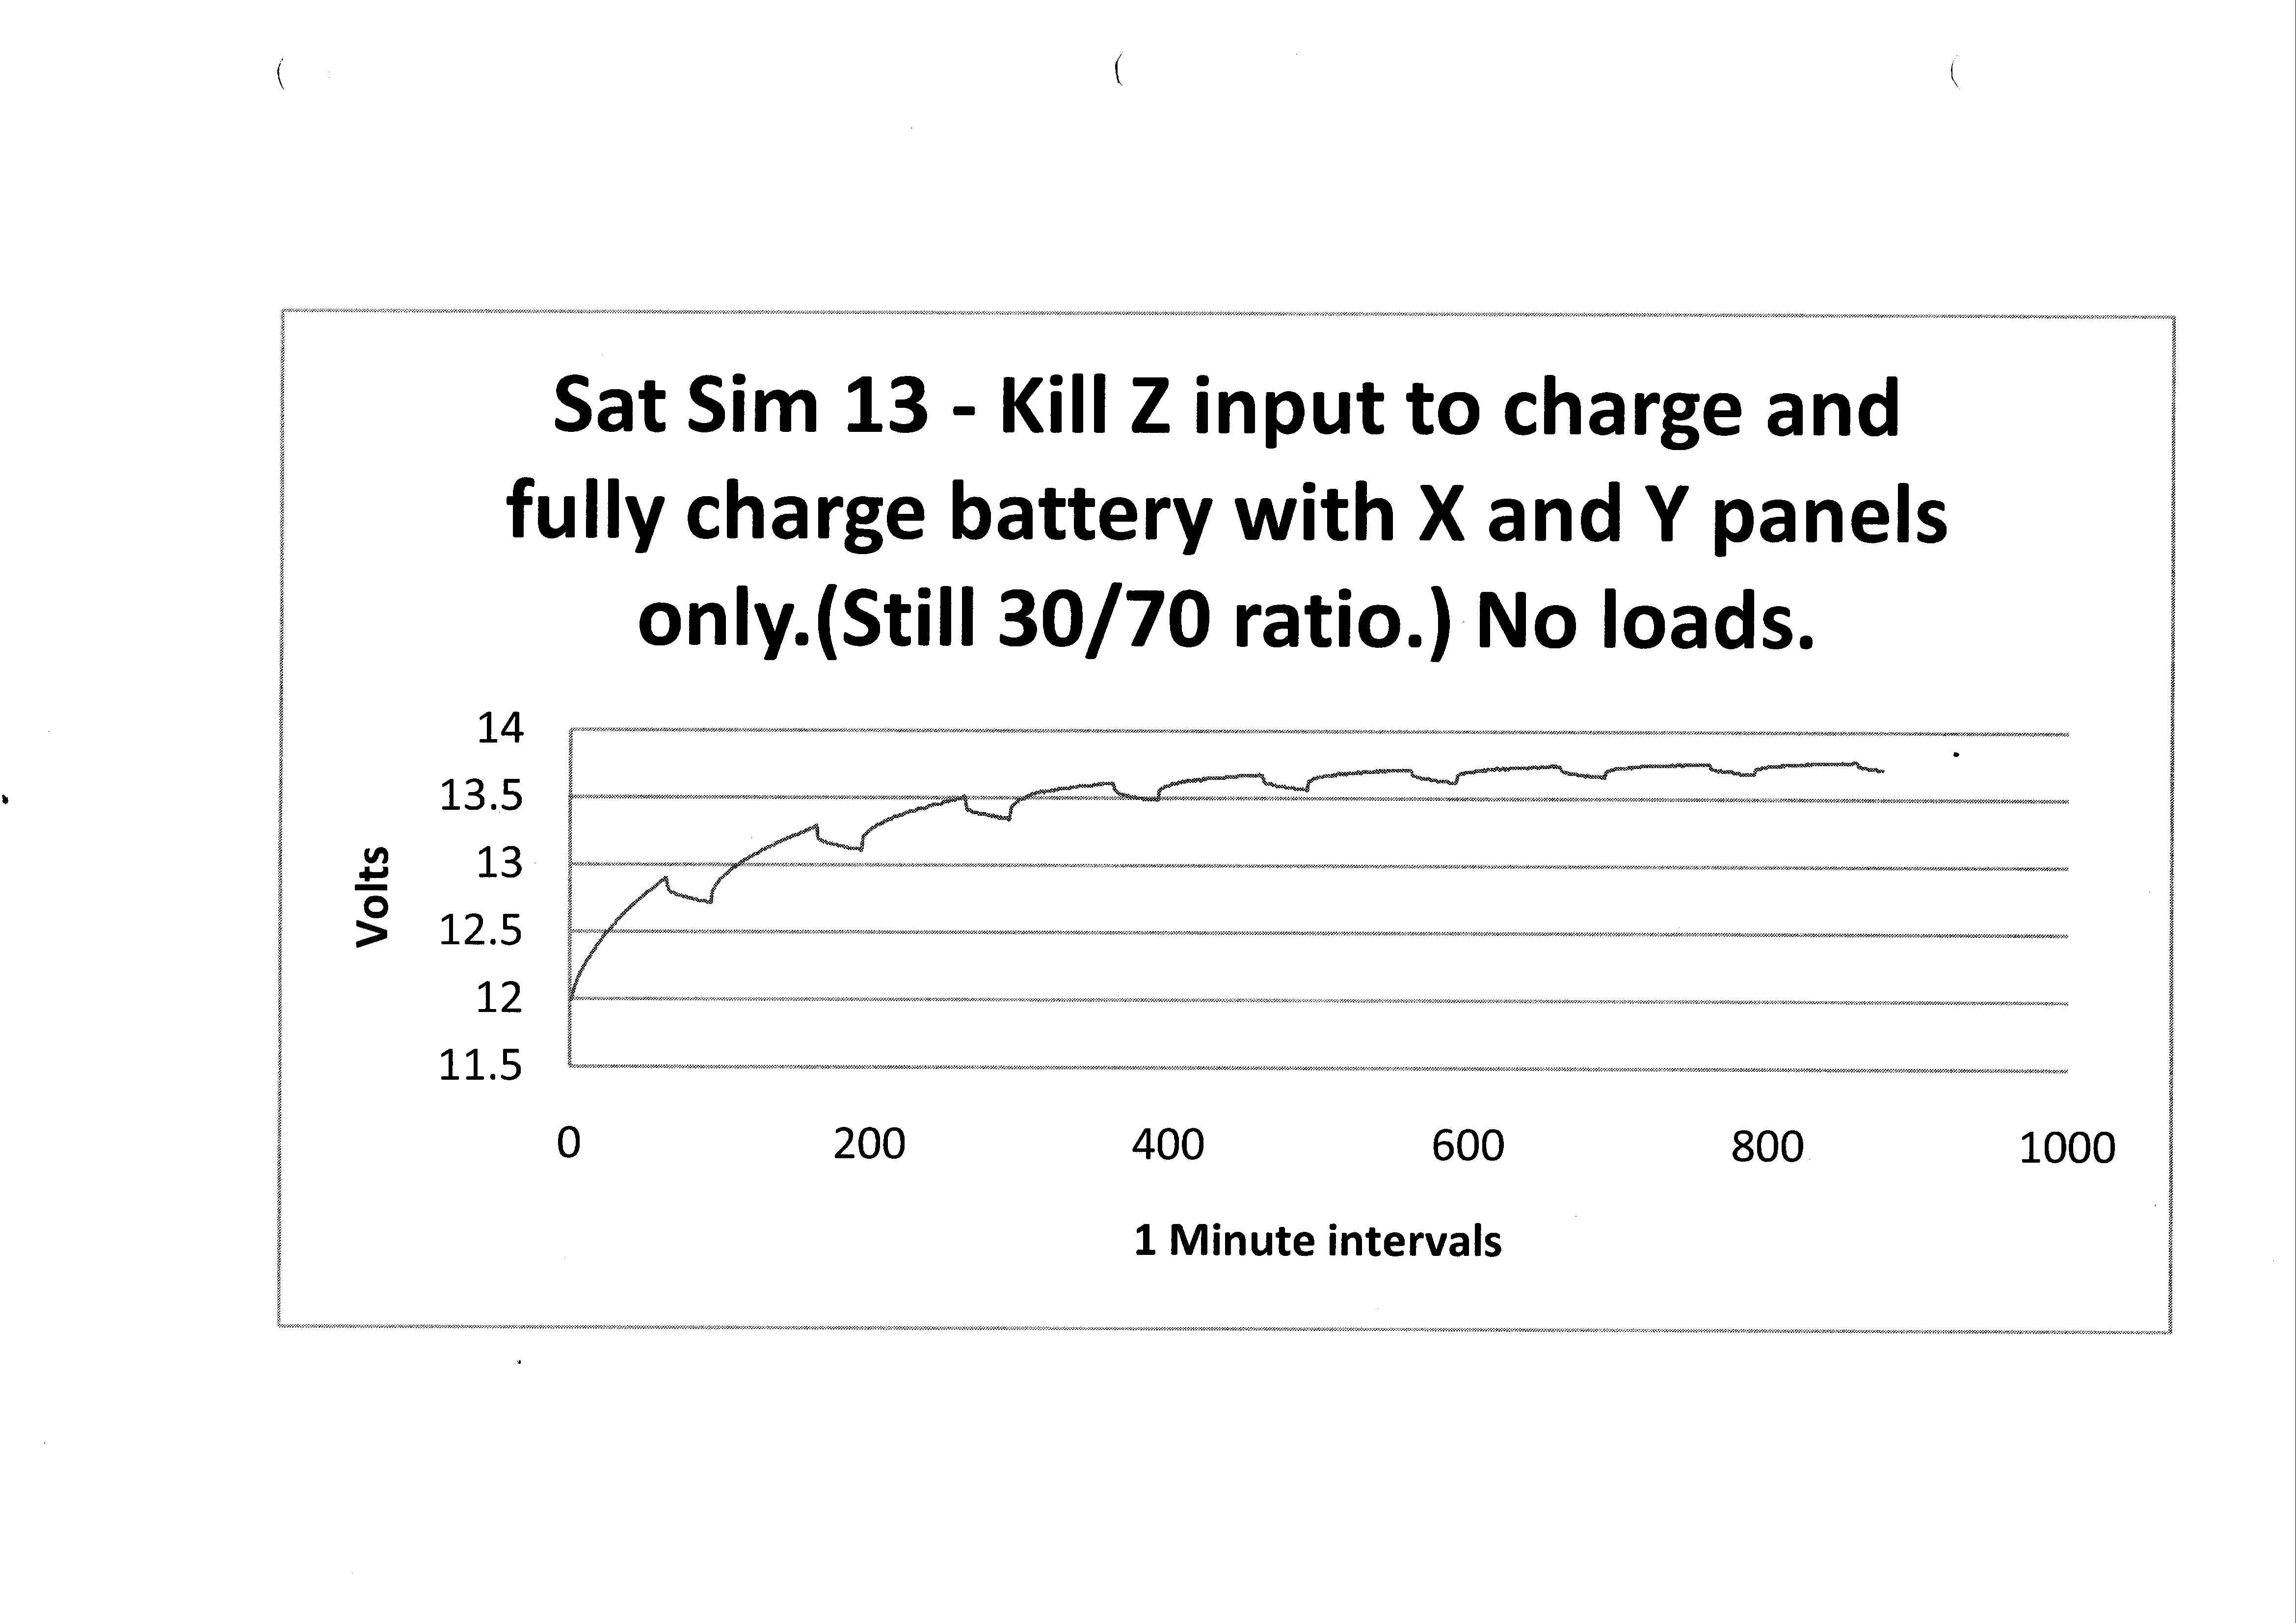 Sat Sim 13 - Kill Z input to charge and
fully charge battery with X and Y panels
only.(Still 30/70 ratio.) No loads.
14
13.5
13
12.5
12
11.5
Volts
0 200 400 600 800 1000
1 Minute intervals